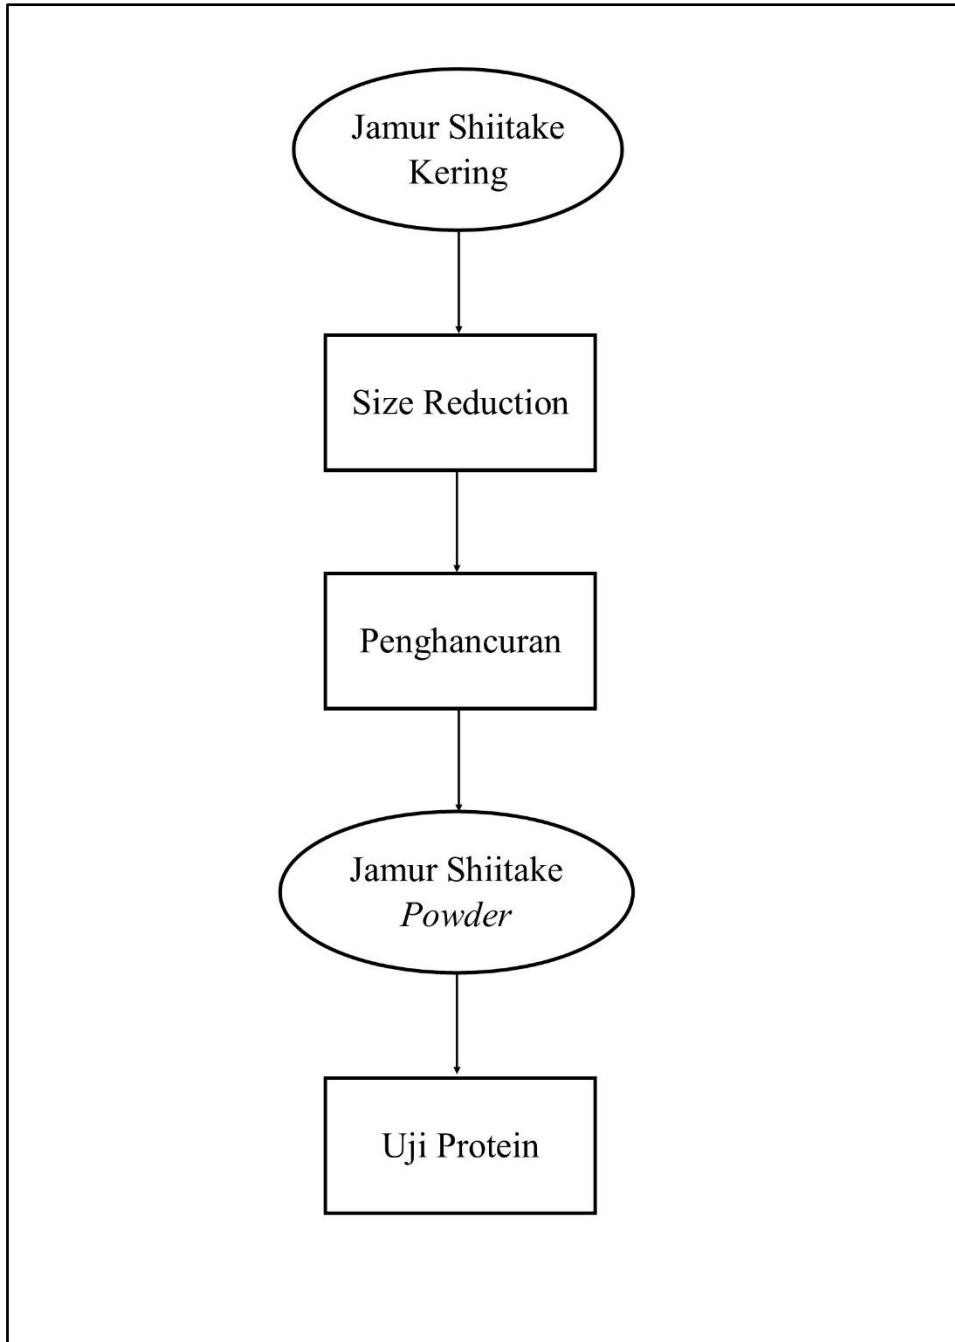 Jamur Shiitake
Kering
Size Reduction
Penghancuran
Jamur Shiitake
Powder
Uji Protein